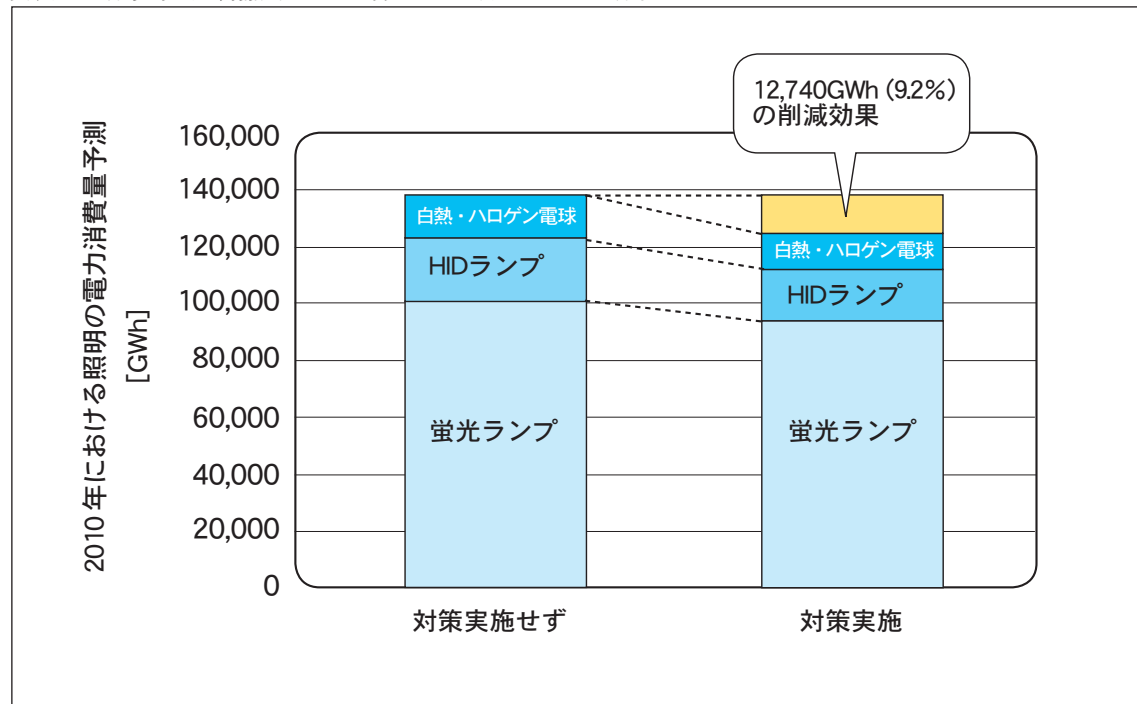 12,740GWh (9.2%)
の削減効果
2010年における照明の電力消費量予測
[GWh]
160,000
140,000
120,000
100,000
80,000
60,000
40,000
20,000
0
白熱・ハロゲン電球
HIDランプ
蛍光ランプ
白熱・ハロゲン電球
HIDランプ
蛍光ランプ
対策実施せず
対策実施